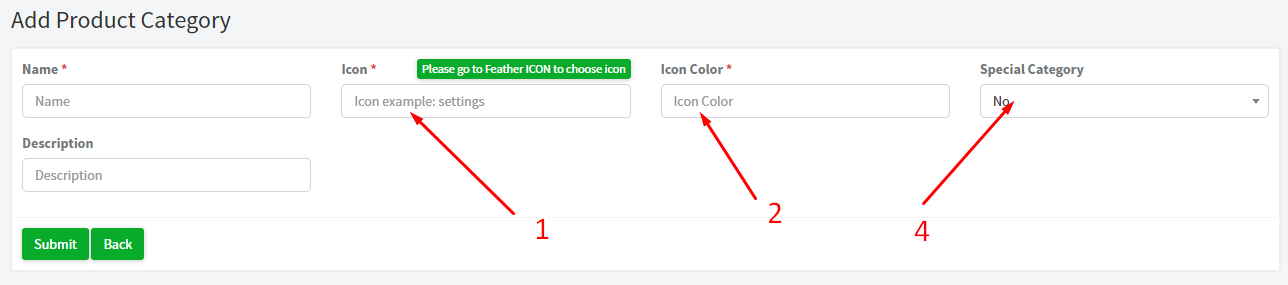 Add Product Category
Name * Icon * Please go to Feather ICON to choose icon Icon Color * Special Category
Name Icon example: settings Icon Color No
Description
Description
1 2 4
Submit Back